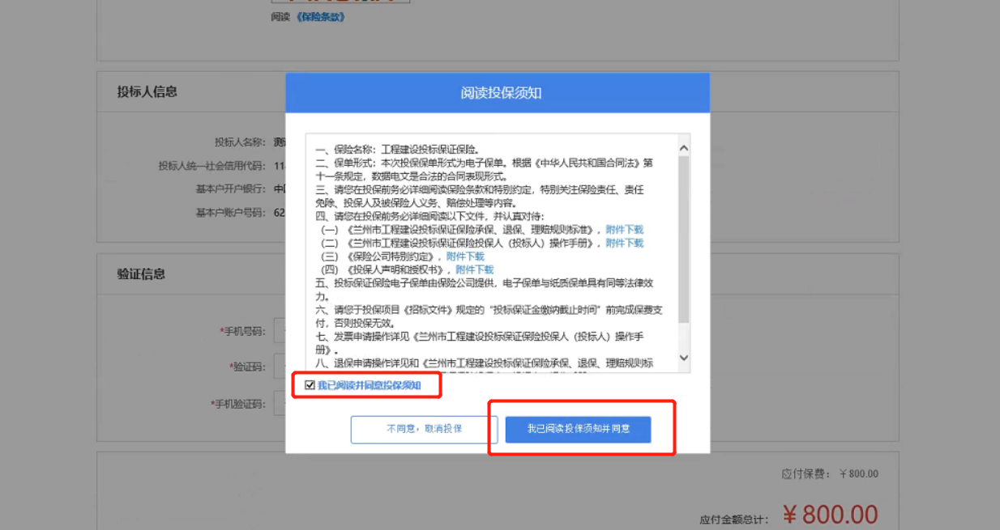 阅读 《保险条款》
投标人信息
投标人名称:
投标人统一社会信用代码: 11
基本户开户银行:
基本户账户号码: 62
验证信息
*手机号码:
*验证码:
*手机验证码:
阅读投保须知
一、保险名称：工程建设投标保证保险。
二、保单形式：本次投保保单形式为电子保单。根据《中华人民共和国合同法》第
十一条规定，数据电文是合法的合同表现形式。
三、请您在投保前务必详细阅读保险条款和特别约定，特别关注保险责任、责任
免除、投保人及被保险人义务、赔偿处理等内容。
四、请您在投保前务必详细阅读以下文件，并认真对待：
（一）《兰州市工程建设投标保证保险承保、退保、理赔规则标准》，附件下载
（二）《兰州市工程建设投标保证保险投保人（投标人）操作手册》，附件下载
（三）《保险公司特别约定》，附件下载
（四）《投保人声明和授权书》，附件下载
五、投标保证保险电子保单由保险公司提供，电子保单与纸质保单具有同等法律效
力。
六、请您于投保项目《招标文件》规定的“投标保证金缴纳截止时间”前完成保费支
付，否则投保无效。
七、发票申请操作详见《兰州市工程建设投标保证保险投保人（投标人）操作手
册》。
八、退保申请操作详见和《兰州市工程建设投标保证保险承保、退保、理赔规则标
我已阅读并同意投保须知
不同意，取消投保
我已阅读投保须知并同意
应付保费： ￥800.00
应付金额总计： ￥800.00